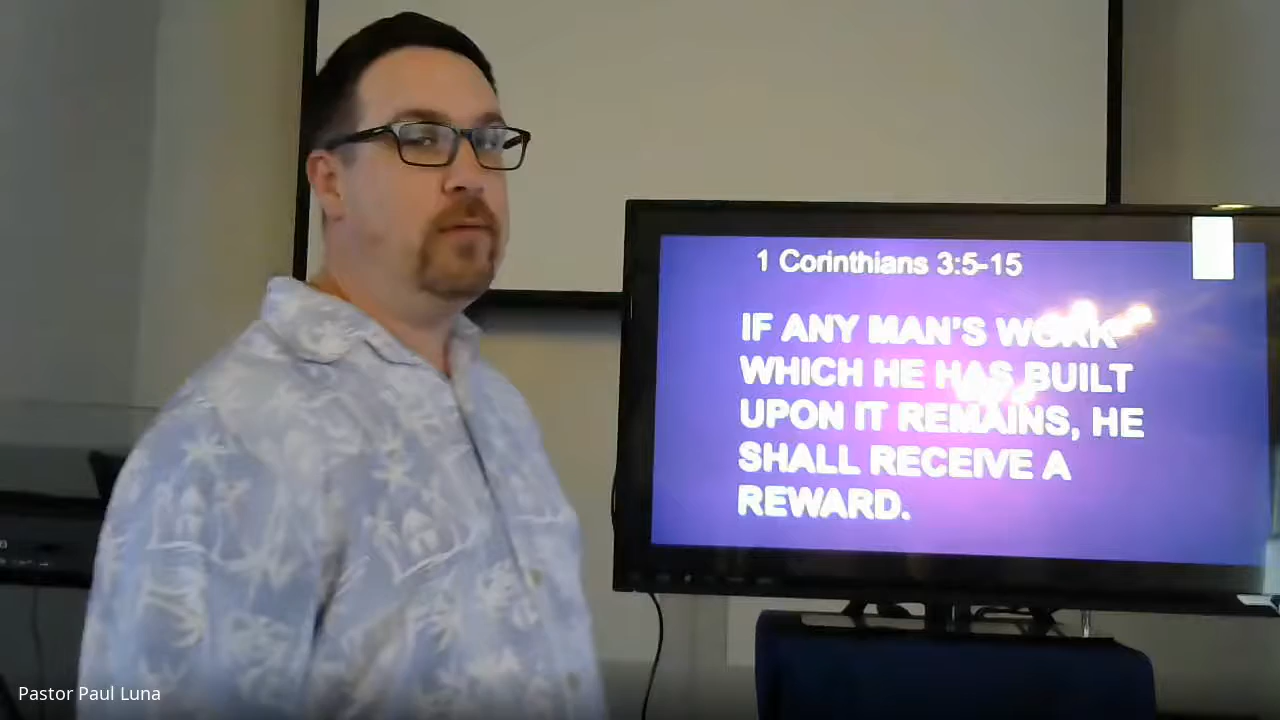 1 Corinthians 3:5-15
IF ANY MAN'S WORK
WHICH HE HAS BUILT
UPON IT REMAINS, HE
SHALL RECEIVE A
REWARD.
Pastor Paul Luna